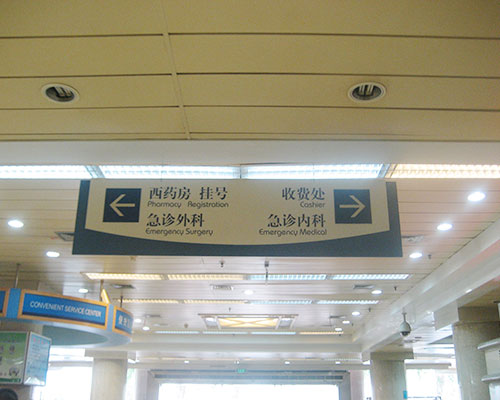 西药房 挂号
Pharmacy Registration
急诊外科
Emergency Surgery
收费处
Cashier
急诊内科
Emergency Medical
CONVENIENT SERVICE CENTER